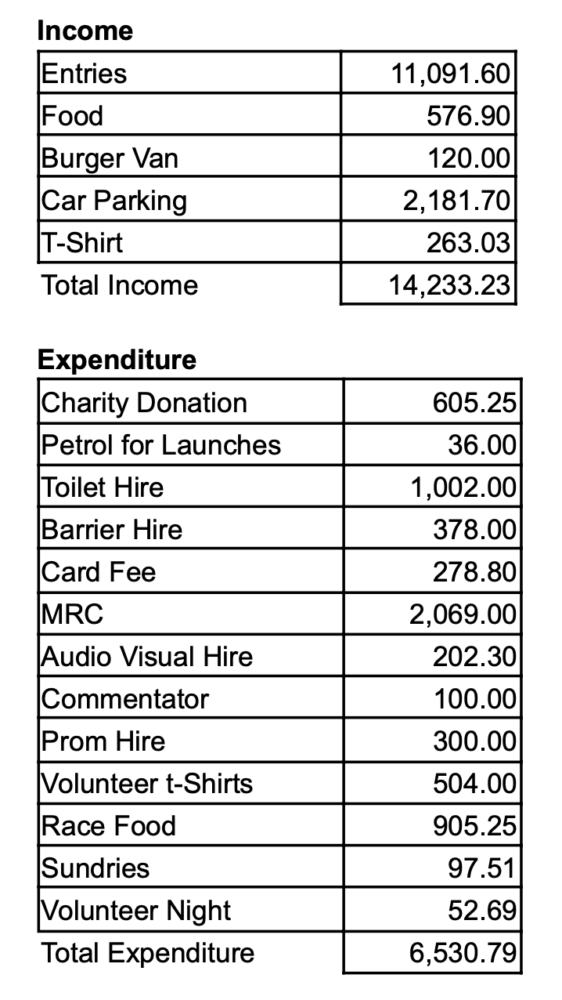 Income
Entries 11,091.60
Food 576.90
Burger Van 120.00
Car Parking 2,181.70
T-Shirt 263.03
Total Income 14,233.23
Expenditure
Charity Donation 605.25
Petrol for Launches 36.00
Toilet Hire 1,002.00
Barrier Hire 378.00
Card Fee 278.80
MRC 2,069.00
Audio Visual Hire 202.30
Commentator 100.00
Prom Hire 300.00
Volunteer t-Shirts 504.00
Race Food 905.25
Sundries 97.51
Volunteer Night 52.69
Total Expenditure 6,530.79